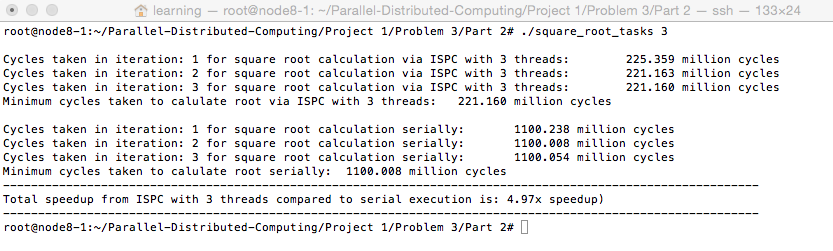 learning — root@node8-1: ~/Parallel-Distributed-Computing/Project 1/Problem 3/Part 2 — ssh — 133×24
root@node8-1:~/Parallel-Distributed-Computing/Project 1/Problem 3/Part 2# ./square_root_tasks 3
Cycles taken in iteration: 1 for square root calculation via ISPC with 3 threads: 225.359 million cycles
Cycles taken in iteration: 2 for square root calculation via ISPC with 3 threads: 221.163 million cycles
Cycles taken in iteration: 3 for square root calculation via ISPC with 3 threads: 221.160 million cycles
Minimum cycles taken to calulate root via ISPC with 3 threads: 221.160 million cycles
Cycles taken in iteration: 1 for square root calculation serially: 1100.238 million cycles
Cycles taken in iteration: 2 for square root calculation serially: 1100.008 million cycles
Cycles taken in iteration: 3 for square root calculation serially: 1100.054 million cycles
Minimum cycles taken to calulate root serially: 1100.008 million cycles
Total speedup from ISPC with 3 threads compared to serial execution is: 4.97x speedup)
root@node8-1:~/Parallel-Distributed-Computing/Project 1/Problem 3/Part 2#